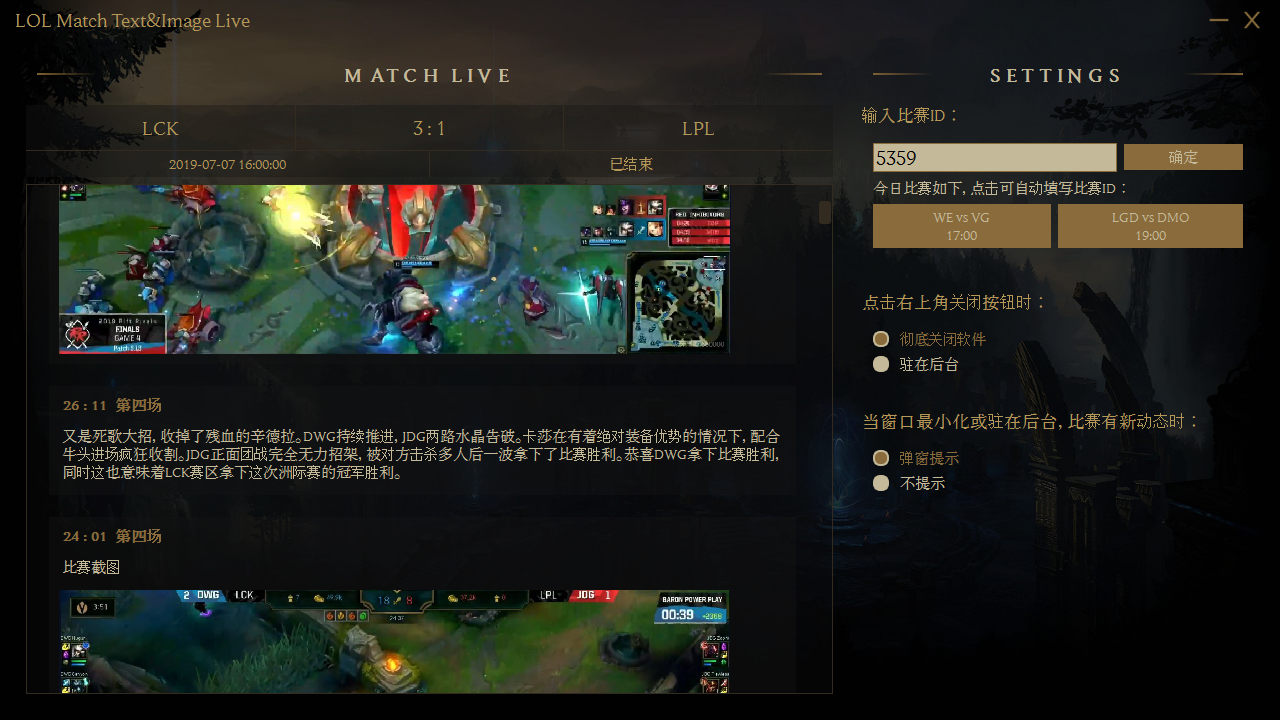 LOL Match Text&Image Live
MATCH LIVE
LCK
3 : 1
LPL
2019-07-07 16:00:00
已结束
RED INHIBITORS
2019 Rift Rivals
FINALS
GAME 4
26 : 11 第四场
又是死歌大招, 收掉了残血的辛德拉。DWG持续推进, JDG两路水晶告破。卡莎在有着绝对装备优势的情况下, 配合
牛头进场疯狂收割。JDG正面团战完全无力招架, 被对方击杀多人后一波拿下了比赛胜利。恭喜DWG拿下比赛胜利,
同时这也意味着LCK赛区拿下这次洲际赛的冠军胜利。
24 : 01 第四场
比赛截图
3:51
2 DWG
LCK
18
8
LPL
JDG 1
24:37
BARON POWER PLAY
00:39
+2368
SETTINGS
输入比赛ID：
5359
确定
今日比赛如下, 点击可自动填写比赛ID：
WE vs VG
17:00
LGD vs DMO
19:00
点击右上角关闭按钮时：
彻底关闭软件
驻在后台
当窗口最小化或驻在后台, 比赛有新动态时：
弹窗提示
不提示